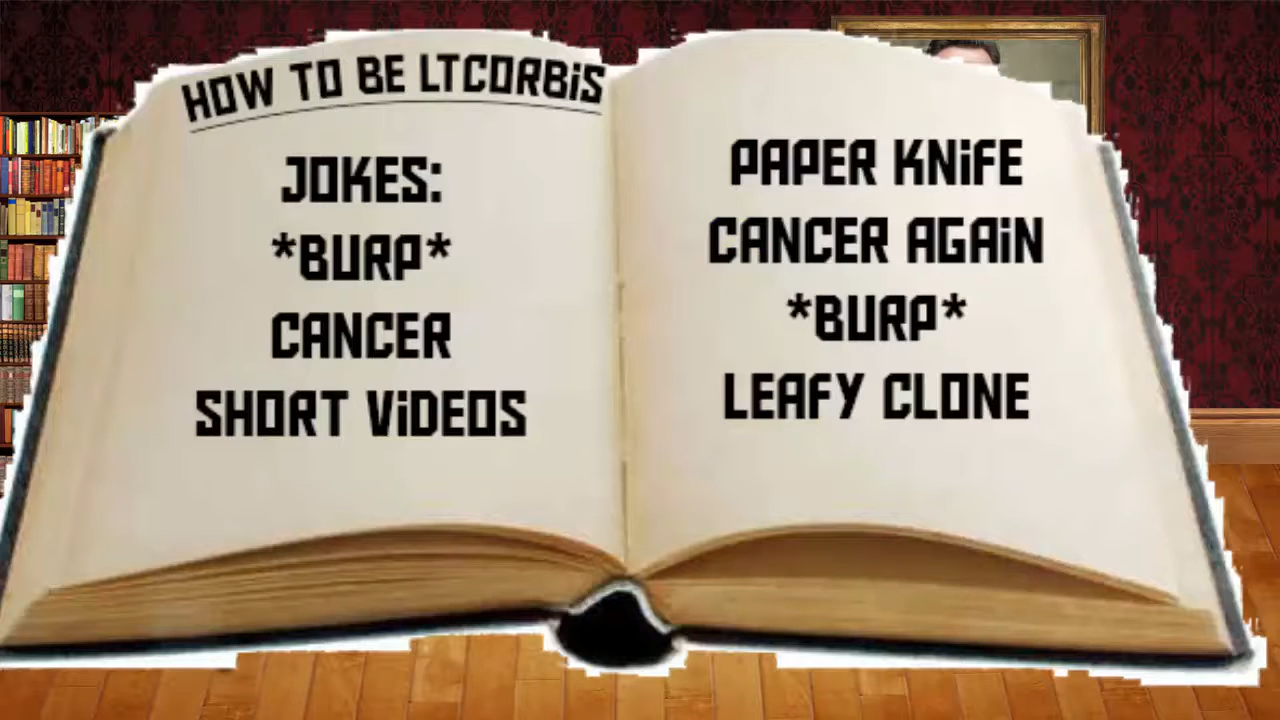 HOW TO BE LTCORBiS
JOKES:
*BURP*
CANCER
SHORT ViDEOS
PAPER KNiFE
CANCER AGAiN
*BURP*
LEAFY CLONE